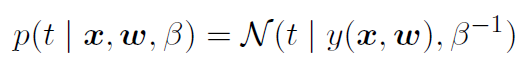 p(t | x, w, β) = 𝒩(t | y(x, w), β⁻¹)